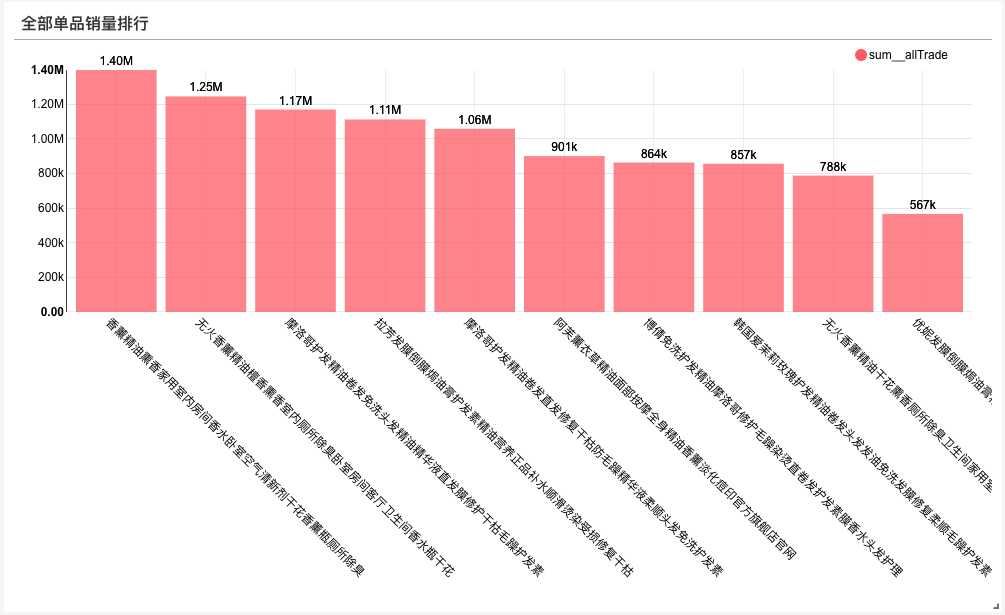 全部单品销量排行
sum__allTrade
1.40M
1.20M
1.00M
800k
600k
400k
200k
0.00
1.40M
1.25M
1.17M
1.11M
1.06M
901k
864k
857k
788k
567k
香薰精油熏香家用室内房间香水卧室空气清新剂干花香薰瓶厕所除臭
无火香薰精油檀香熏香室内厕所除臭卧室房间客厅卫生间香水瓶干花
摩洛哥护发精油卷发免洗头发精油精华液直发膜修护干枯毛躁护发素
拉芳发膜倒膜焗油膏护发素精油营养正品补水顺滑烫染受损修复干枯
摩洛哥护发精油卷发直发修复干枯防毛躁精华液柔顺头发免洗护发素
阿芙薰衣草精油面部按摩全身精油香薰淡化痘印官方旗舰店官网
博倩免洗护发精油摩洛哥修护毛躁染烫直卷发护发素膜香水头发护理
韩国爱茉莉玫瑰护发精油卷发头发发油免洗发膜修复柔顺毛躁护发素
无火香薰精油干花薰香厕所除臭卫生间家用室
优妮发膜倒膜焗油膏